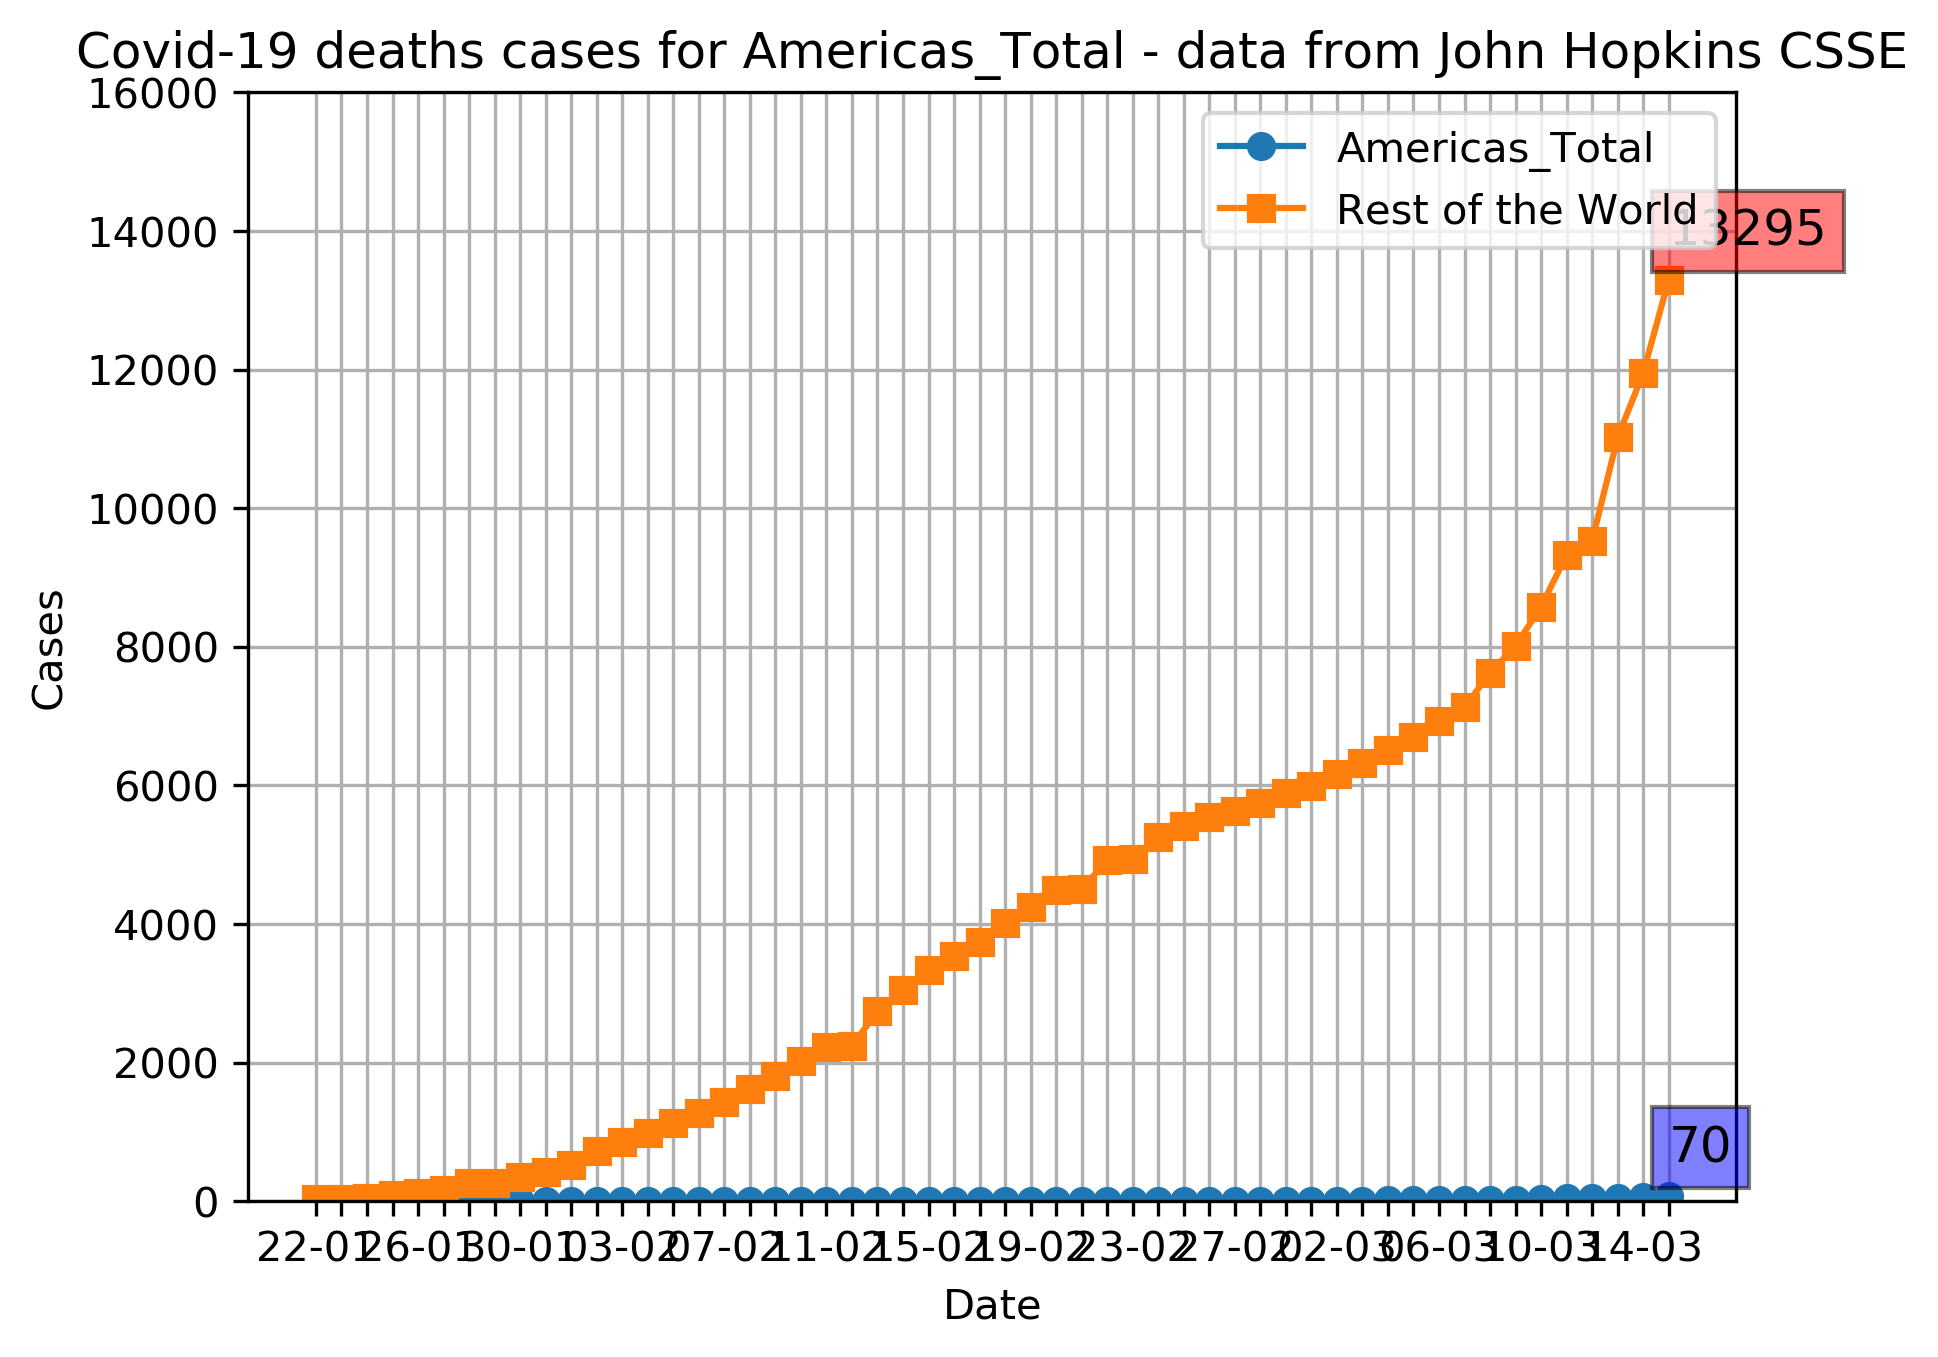 Covid-19 deaths cases for Americas_Total - data from John Hopkins CSSE
16000
14000
12000
10000
8000
6000
4000
2000
0
Cases
Americas_Total
Rest of the World
13295
70
22-01 26-01 30-01 03-02 07-02 11-02 15-02 19-02 23-02 27-02 02-03 06-03 10-03 14-03
Date